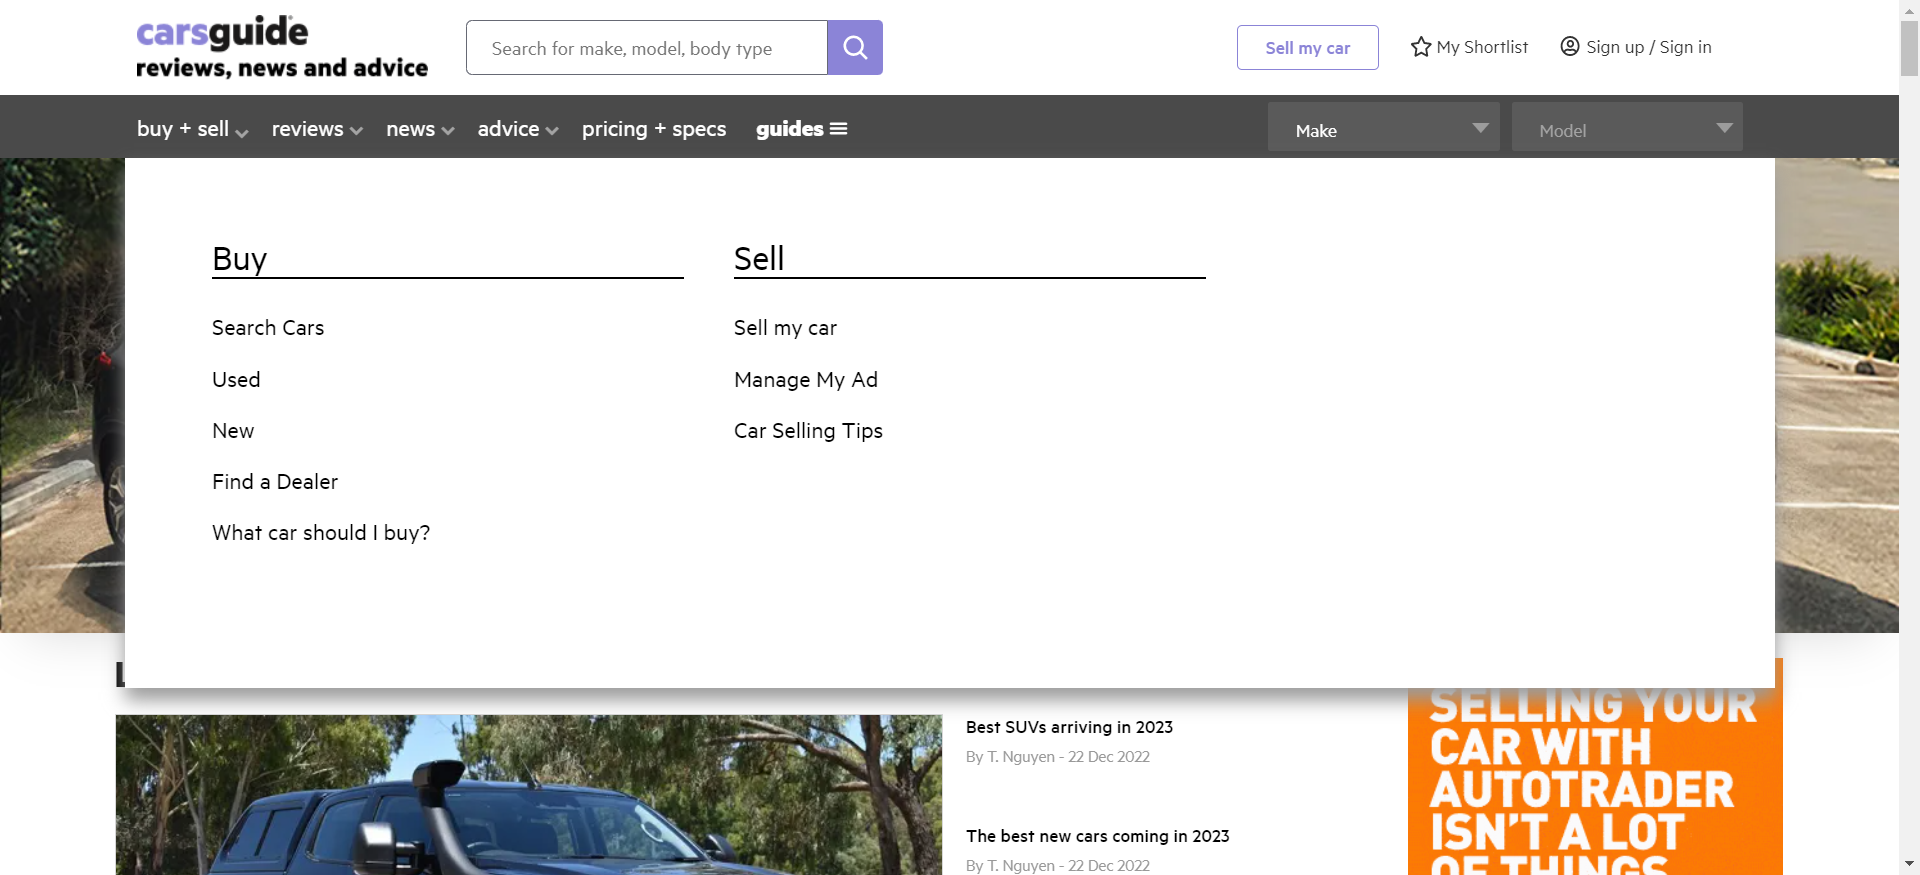 carsguide
reviews, news and advice
Search for make, model, body type
Sell my car
My Shortlist
Sign up / Sign in
buy + sell
reviews
news
advice
pricing + specs
guides
Make
Model
Buy
Search Cars
Used
New
Find a Dealer
What car should I buy?
Sell
Sell my car
Manage My Ad
Car Selling Tips
Best SUVs arriving in 2023
By T. Nguyen - 22 Dec 2022
The best new cars coming in 2023
By T. Nguyen - 22 Dec 2022
SELLING YOUR
CAR WITH
AUTOTRADER
ISN'T A LOT
OF THINGS